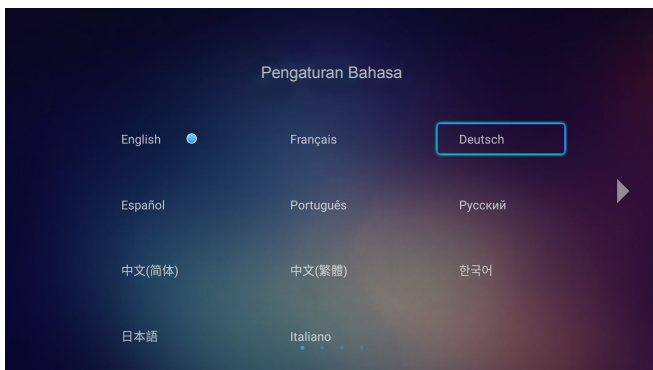 Pengaturan Bahasa
English Français Deutsch
Español Português Русский
中文(简体) 中文(繁體) 한국어
日本語 Italiano